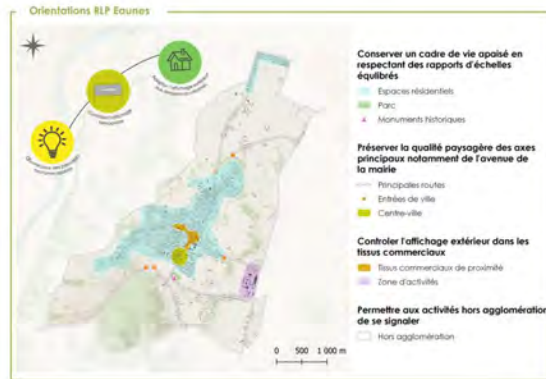 Orientations RLP Eaunes
Conserver un cadre de vie apaisé en
respectant des rapports d'échelles
équlibrés
Espaces résidentiels
Parc
Monuments historiques
Préserver la qualité paysagère des axes
principaux notamment de l'avenue de
la mairie
Principales routes
Entrées de ville
Centre-ville
Controler l'affichage extérieur dans les
tissus commerciaux
Tissus commerciaux de proximité
Zone d'activités
Permettre aux activités hors agglomération
de se signaler
Hors agglomération
0 500 1 000 m